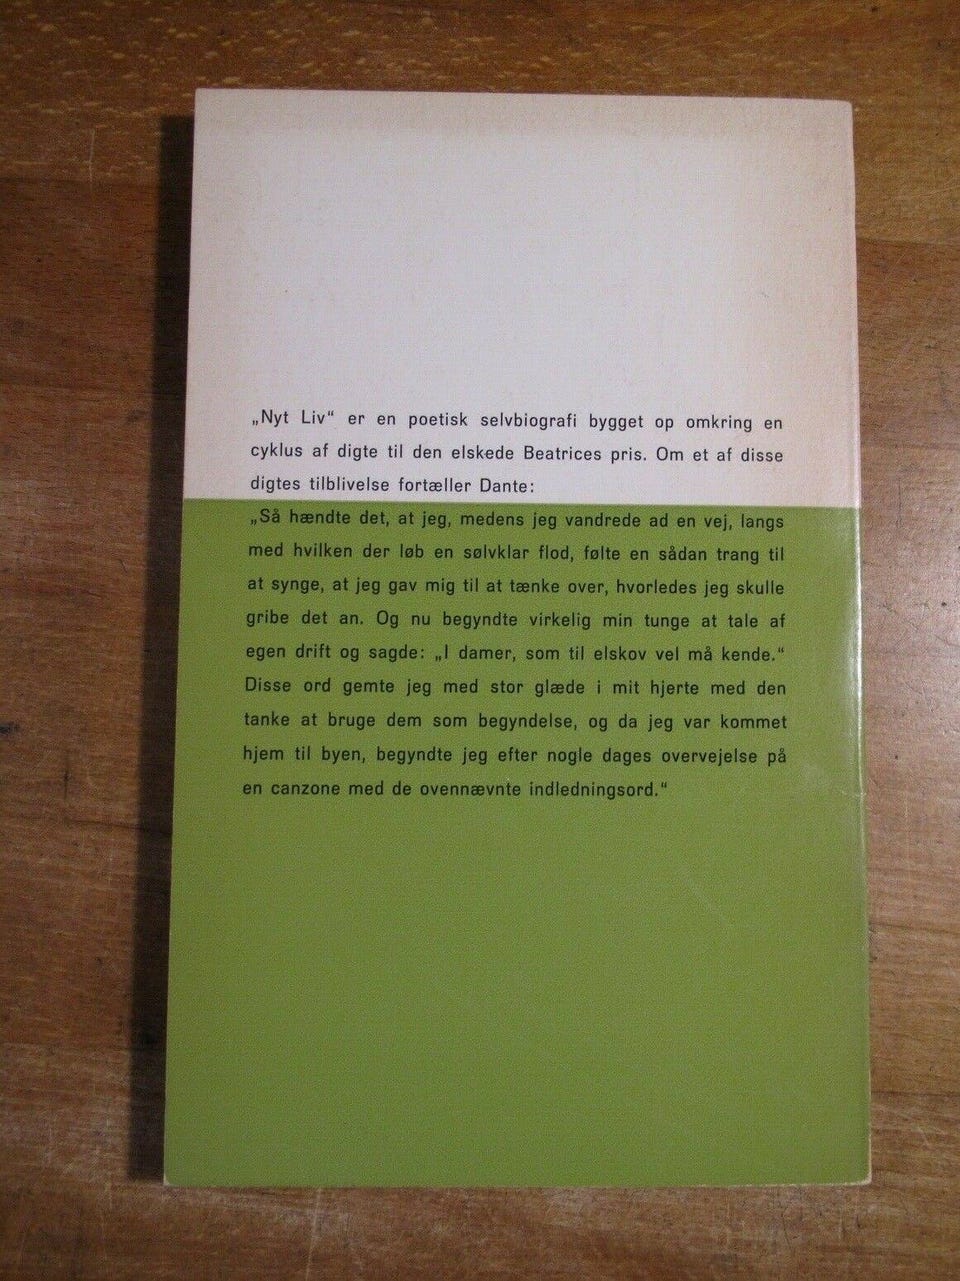 „Nyt Liv“ er en poetisk selvbiografi bygget op omkring en
cyklus af digte til den elskede Beatrices pris. Om et af disse
digtes tilblivelse fortæller Dante:
„Så hændte det, at jeg, medens jeg vandrede ad en vej, langs
med hvilken der løb en sølvklar flod, følte en sådan trang til
at synge, at jeg gav mig til at tænke over, hvorledes jeg skulle
gribe det an. Og nu begyndte virkelig min tunge at tale af
egen drift og sagde: „I damer, som til elskov vel må kende.“
Disse ord gemte jeg med stor glæde i mit hjerte med den
tanke at bruge dem som begyndelse, og da jeg var kommet
hjem til byen, begyndte jeg efter nogle dages overvejelse på
en canzone med de ovennævnte indledningsord.“